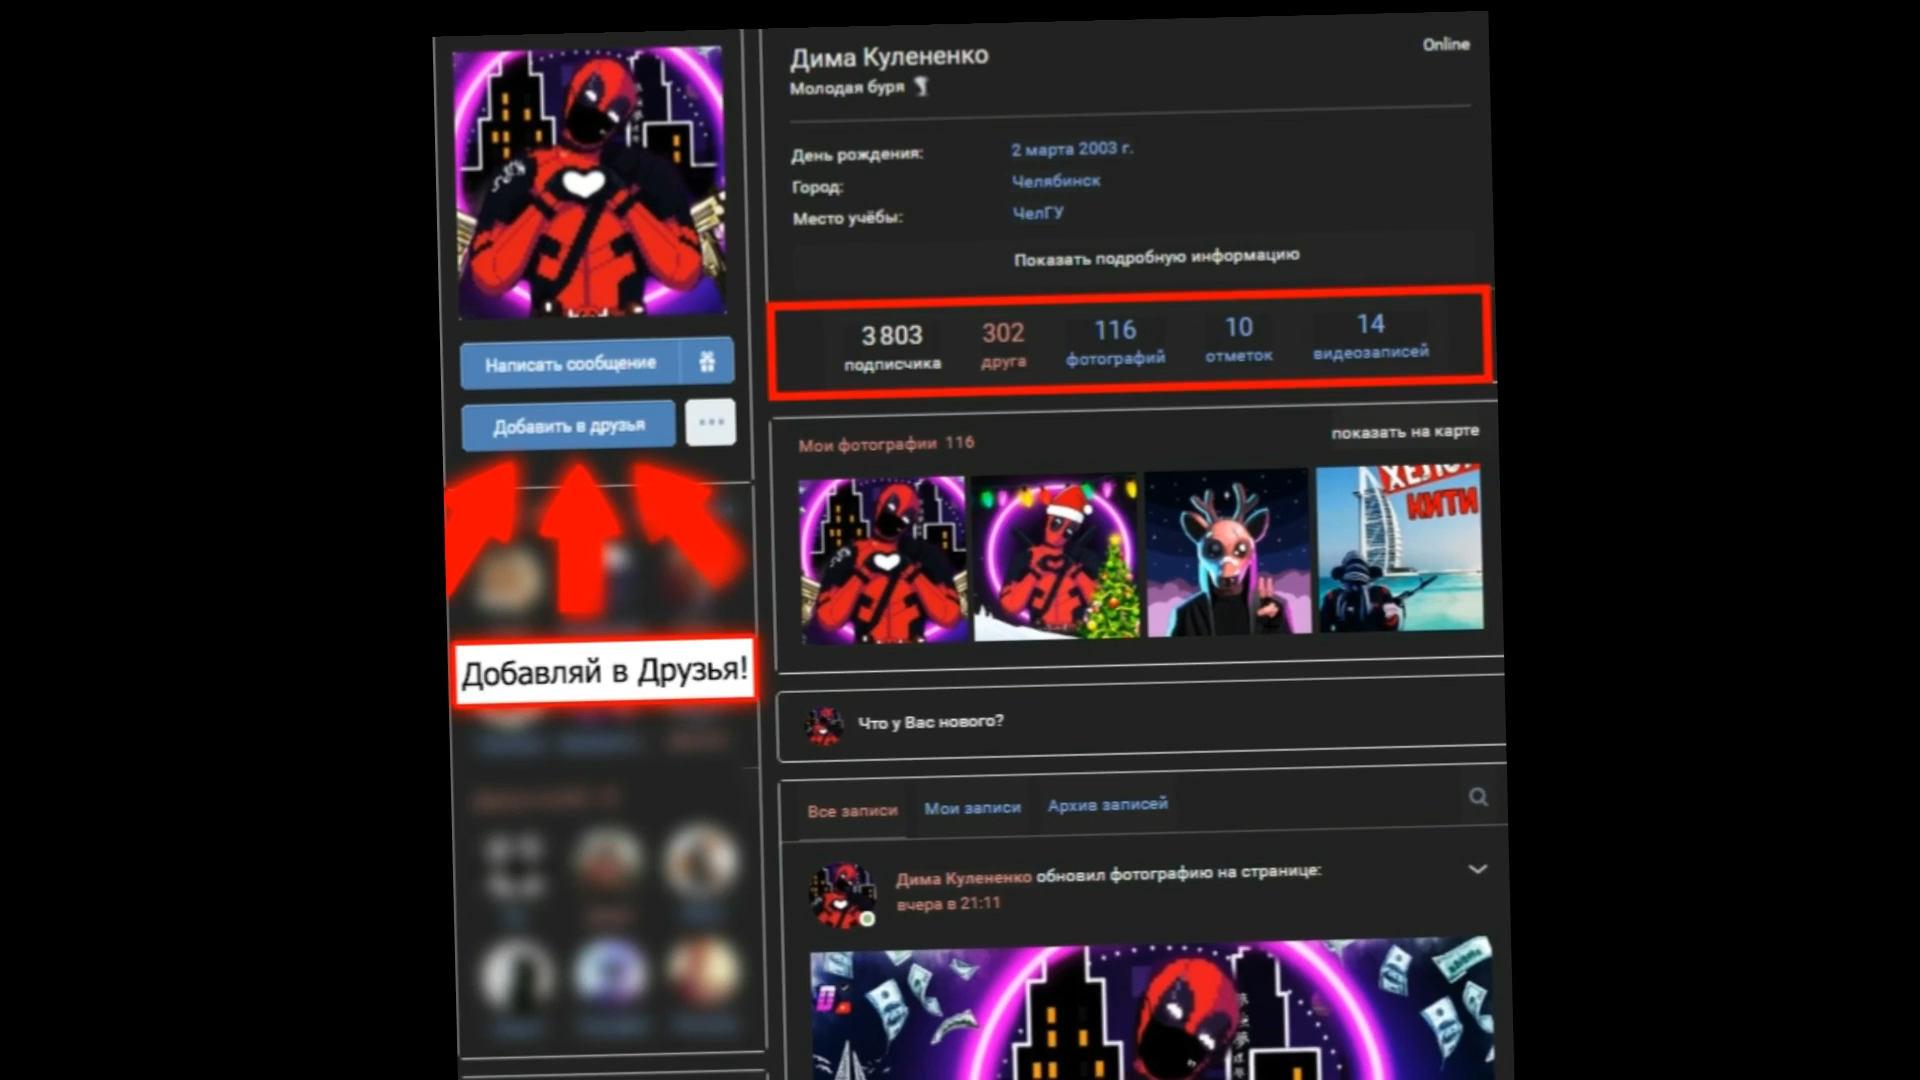 Дима Кулененко
Online
Молодая буря
День рождения: 2 марта 2003 г.
Город: Челябинск
Место учёбы: ЧелГУ
Показать подробную информацию
3 803 302 116 10 14
подписчика друга фотографий отметок видеозаписей
Написать сообщение
Добавить в друзья
Добавляй в Друзья!
Мои фотографии 116
показать на карте
КИТИ
Что у Вас нового?
Все записи Мои записи Архив записей
Дима Кулененко обновил фотографию на странице:
вчера в 21:11